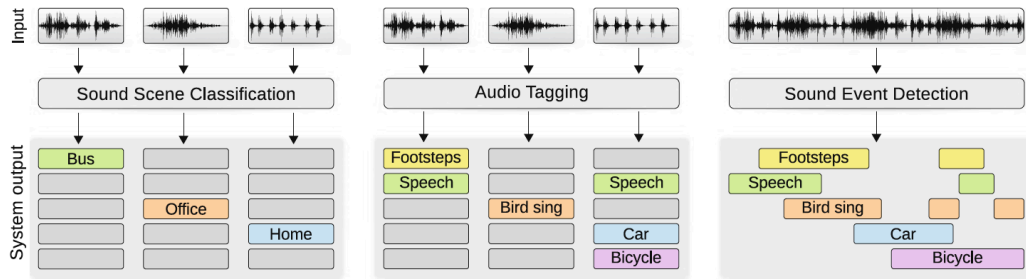 Input
Sound Scene Classification
Audio Tagging
Sound Event Detection
System output
Bus
Office
Home
Footsteps
Speech
Speech
Bird sing
Car
Bicycle
Footsteps
Speech
Bird sing
Car
Bicycle